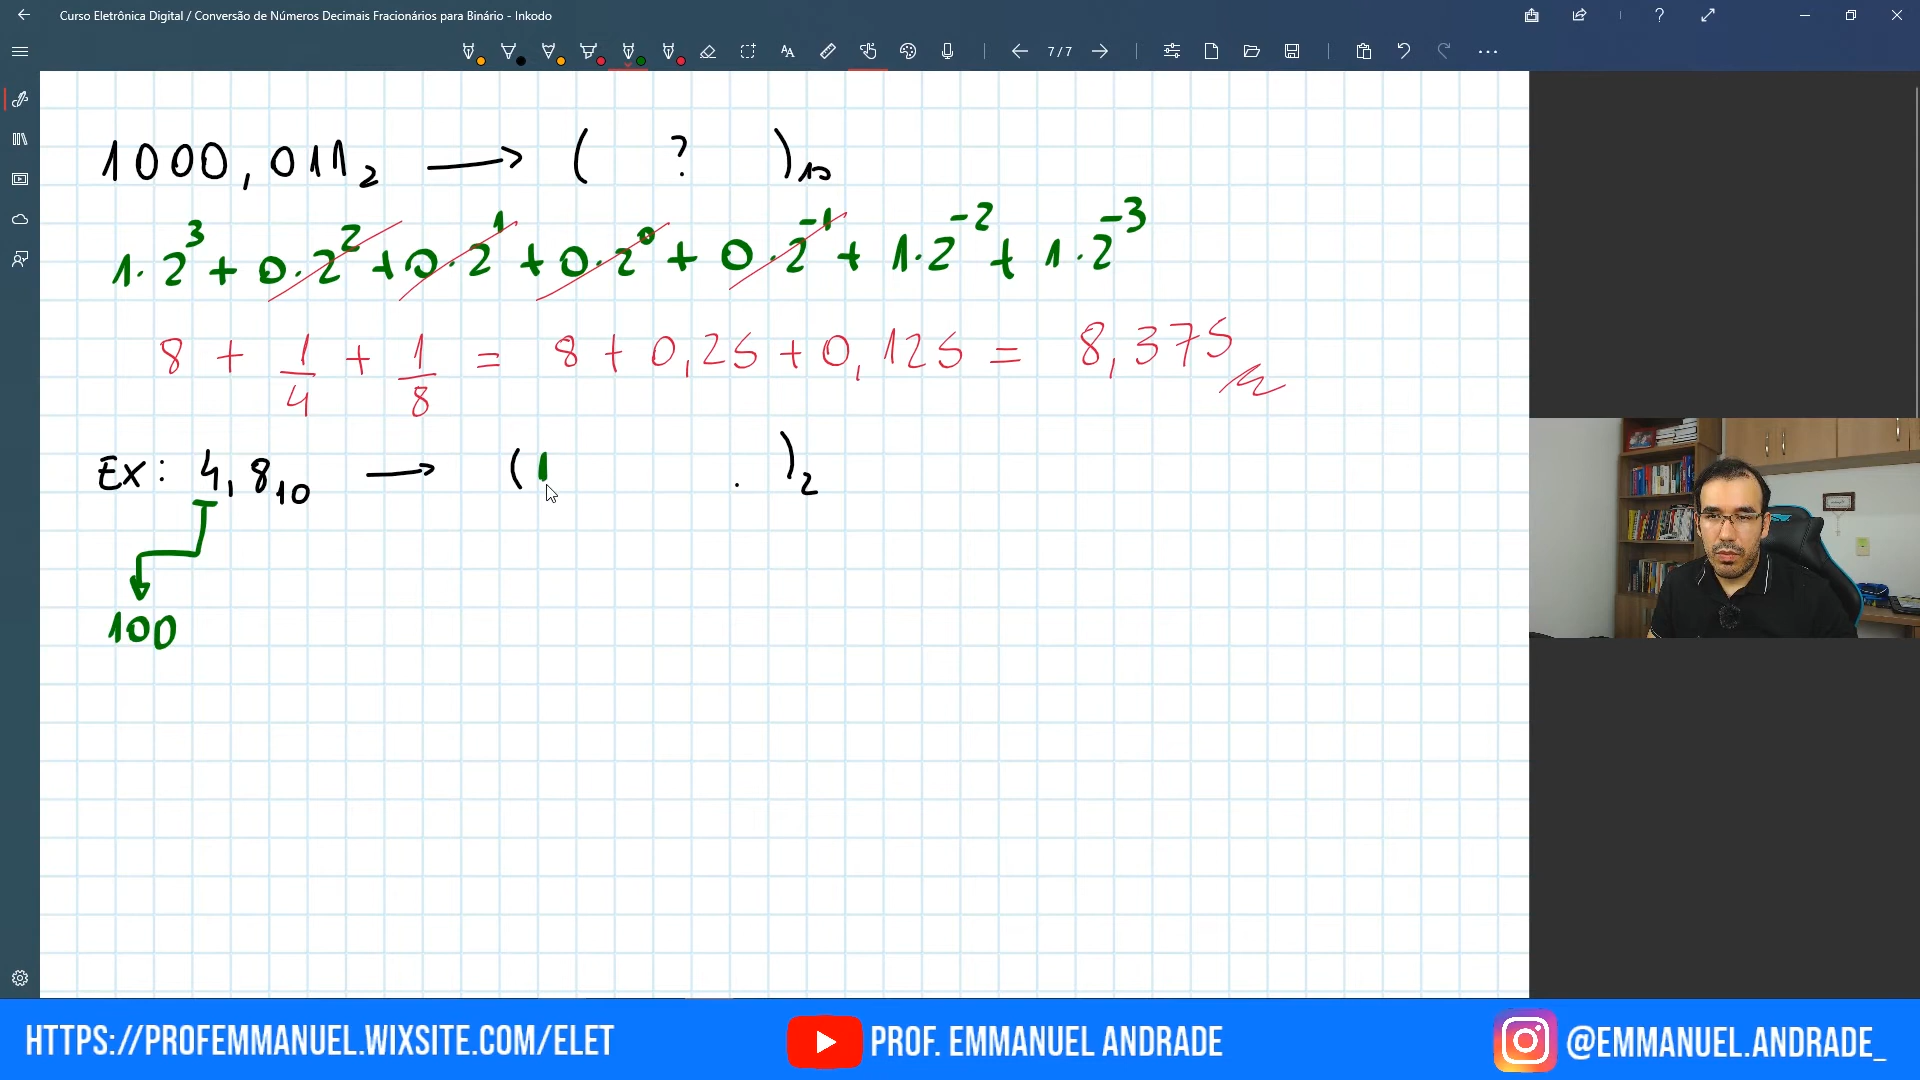 Curso Eletrônica Digital / Conversão de Números Decimais Fracionários para Binário - Inkodo
7/7
1000,011₂ → ( ? )₁₀
1.2³ + 0.2² + 0.2¹ + 0.2⁰ + 0.2⁻¹ + 1.2⁻² + 1.2⁻³
8 + 1/4 + 1/8 = 8 + 0,25 + 0,125 = 8,375
Ex: 4,8₁₀ → (1 . )₂
100
HTTPS://PROFEMMANUEL.WIXSITE.COM/ELET
PROF. EMMANUEL ANDRADE
@EMMANUEL.ANDRADE_